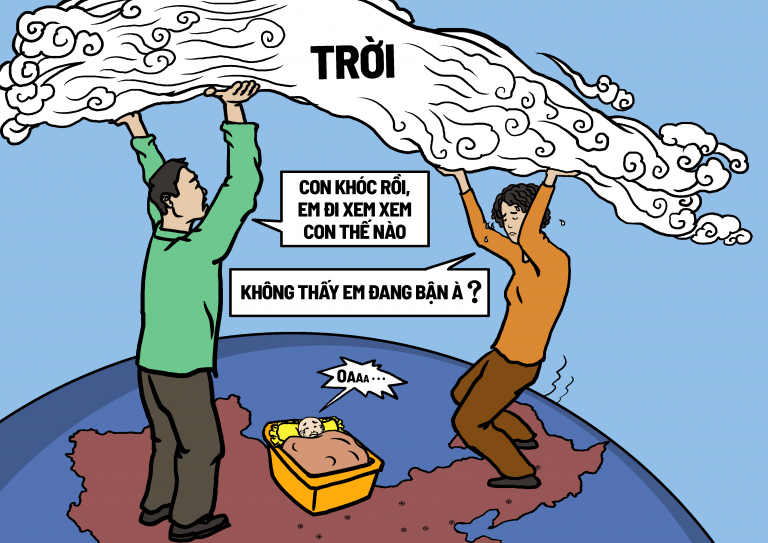 TRỜI
CON KHÓC RỒI,
EM ĐI XEM XEM
CON THẾ NÀO
KHÔNG THẤY EM ĐANG BẬN À ?
OAAA...